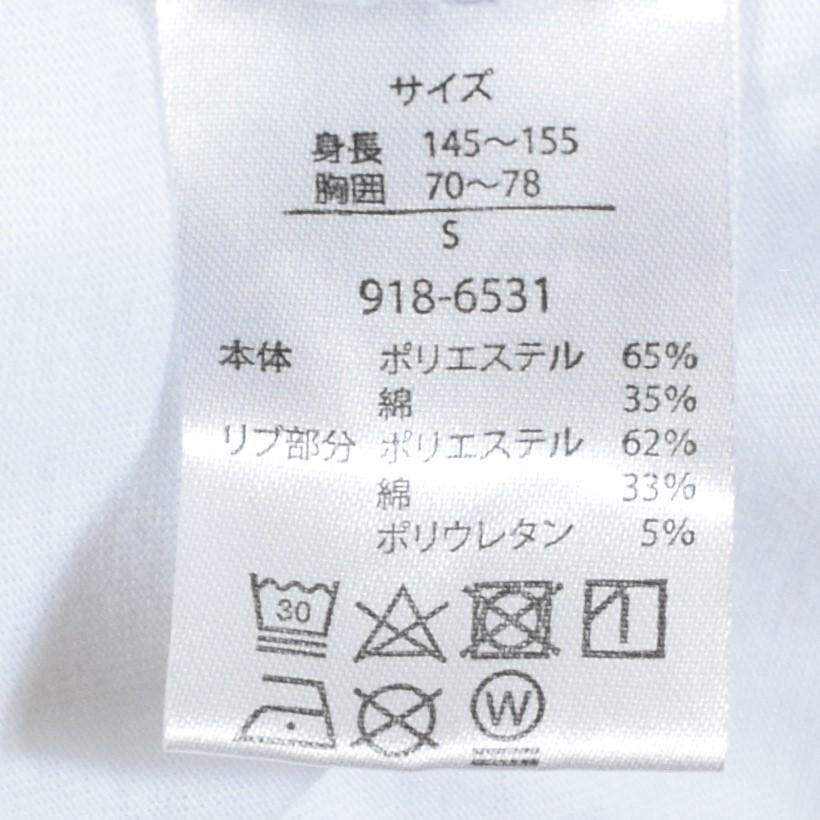 サイズ
身長 145～155
胸囲 70～78
S
918-6531
本体 ポリエステル 65%
綿 35%
リブ部分 ポリエステル 62%
綿 33%
ポリウレタン 5%
30
W